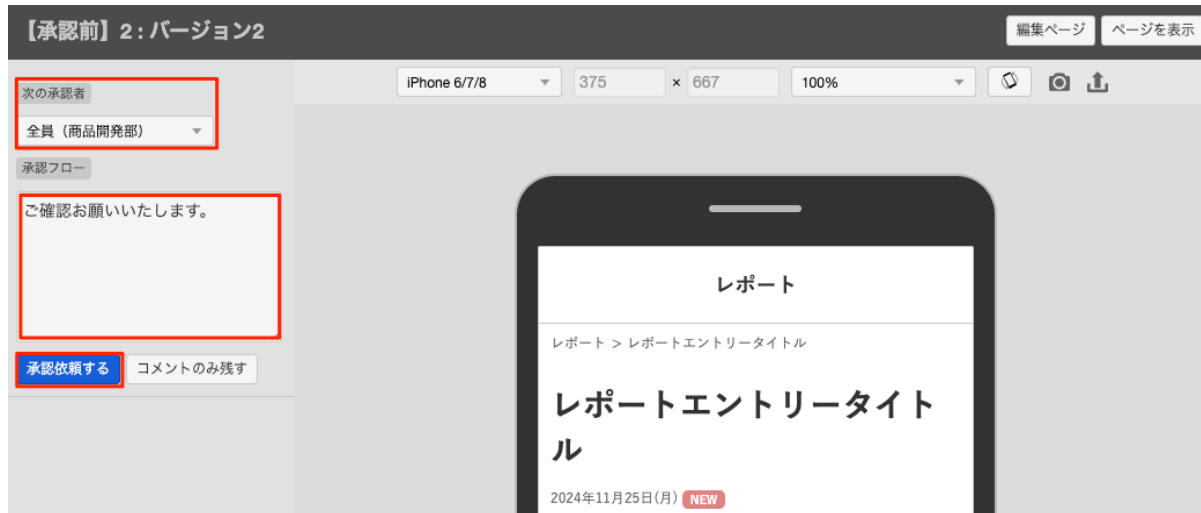 【承認前】2 : バージョン2
編集ページ
ページを表示
次の承認者
全員（商品開発部）
承認フロー
ご確認お願いいたします。
承認依頼する
コメントのみ残す
iPhone 6/7/8
375
×
667
100%
レポート
レポート > レポートエントリータイトル
レポートエントリータイト
ル
2024年11月25日(月)
NEW